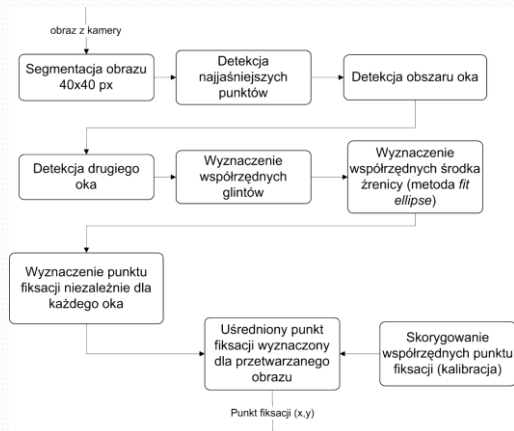 obraz z kamery
Segmentacja obrazu
40x40 px
Detekcja
najjaśniejszych
punktów
Detekcja obszaru oka
Detekcja drugiego
oka
Wyznaczenie
współrzędnych
glintów
Wyznaczenie
współrzędnych środka
źrenicy (metoda fit
ellipse)
Wyznaczenie punktu
fiksacji niezależnie dla
każdego oka
Uśredniony punkt
fiksacji wyznaczony
dla przetwarzanego
obrazu
Skorygowanie
współrzędnych punktu
fiksacji (kalibracja)
Punkt fiksacji (x,y)